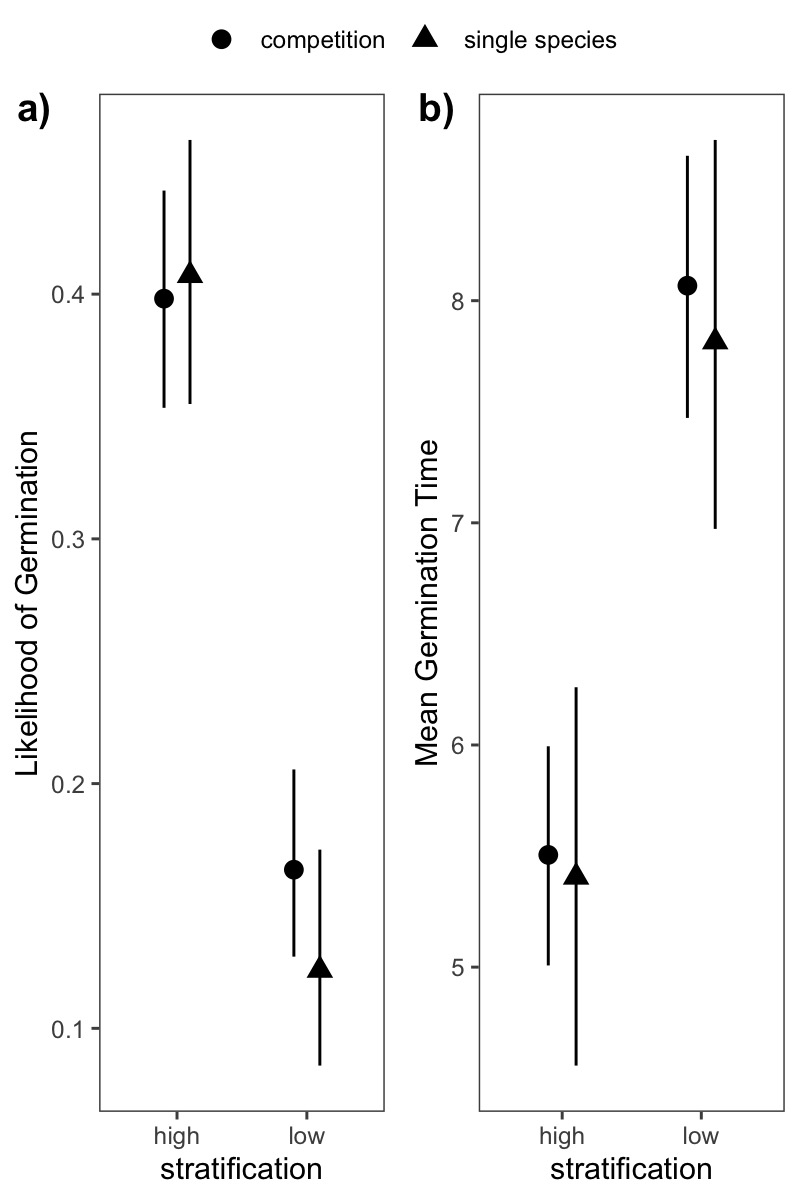 competition single species
a)
Likelihood of Germination
0.4
0.3
0.2
0.1
high low
stratification
b)
Mean Germination Time
8
7
6
5
high low
stratification